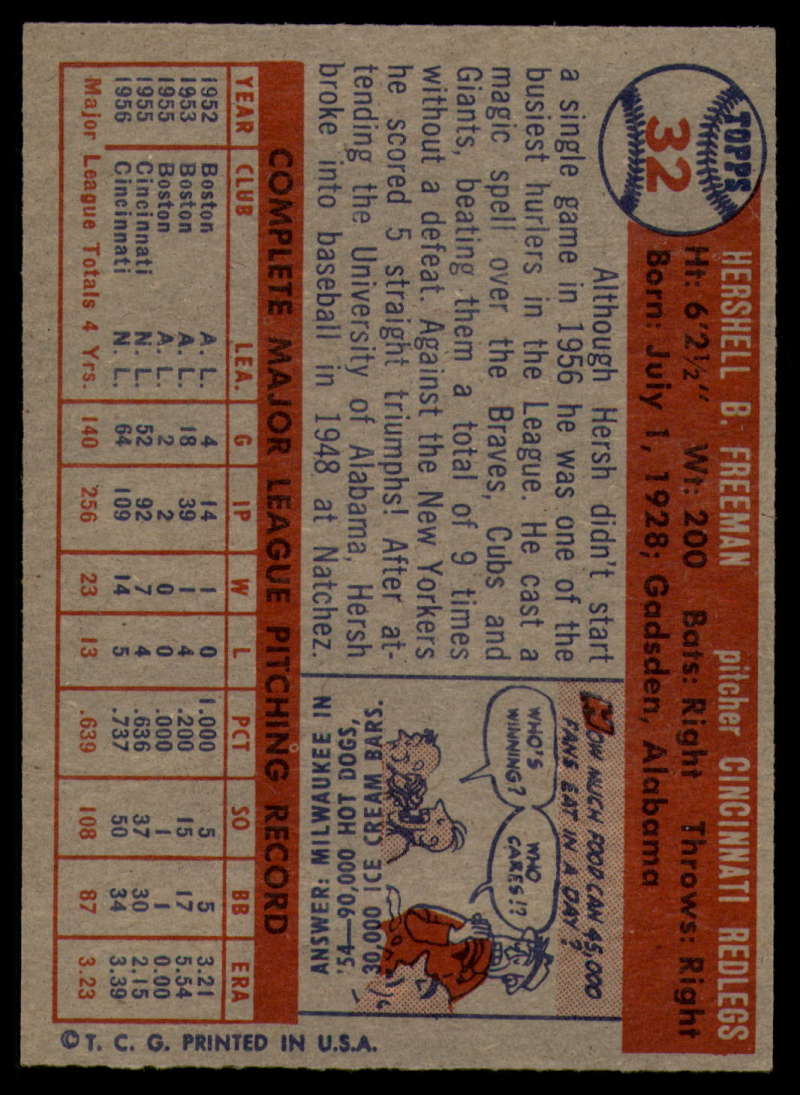 TOPPS
32
HERSHELL B. FREEMAN pitcher CINCINNATI REDLEGS
Ht: 6'2½" Wt: 200 Bats: Right Throws: Right
Born: July 1, 1928; Gadsden, Alabama
Although Hersh didn't start
a single game in 1956 he was one of the
busiest hurlers in the League. He cast a
magic spell over the Braves, Cubs and
Giants, beating them a total of 9 times
without a defeat. Against the New Yorkers
he scored 5 straight triumphs! After at-
tending the University of Alabama, Hersh
broke into baseball in 1948 at Natchez.
HOW MUCH FOOD CAN 45,000
FANS EAT IN A DAY?
WHO'S
WINNING?
WHO
CARES!?
ANSWER: MILWAUKEE IN
'54—90,000 HOT DOGS,
30,000 ICE CREAM BARS.
COMPLETE MAJOR LEAGUE PITCHING RECORD
YEAR CLUB LEA. G IP W L PCT SO BB ERA
1952 Boston A. L. 4 14 1 0 1.000 5 5 3.21
1953 Boston A. L. 18 39 1 4 .200 15 17 5.54
1955 Boston A. L. 2 2 0 0 .000 1 1 0.00
1955 Cincinnati N. L. 52 92 7 4 .636 37 30 2.15
1956 Cincinnati N. L. 64 109 14 5 .737 50 34 3.39
Major League Totals 4 Yrs. 140 256 23 13 .639 108 87 3.23
© T. C. G. PRINTED IN U.S.A.